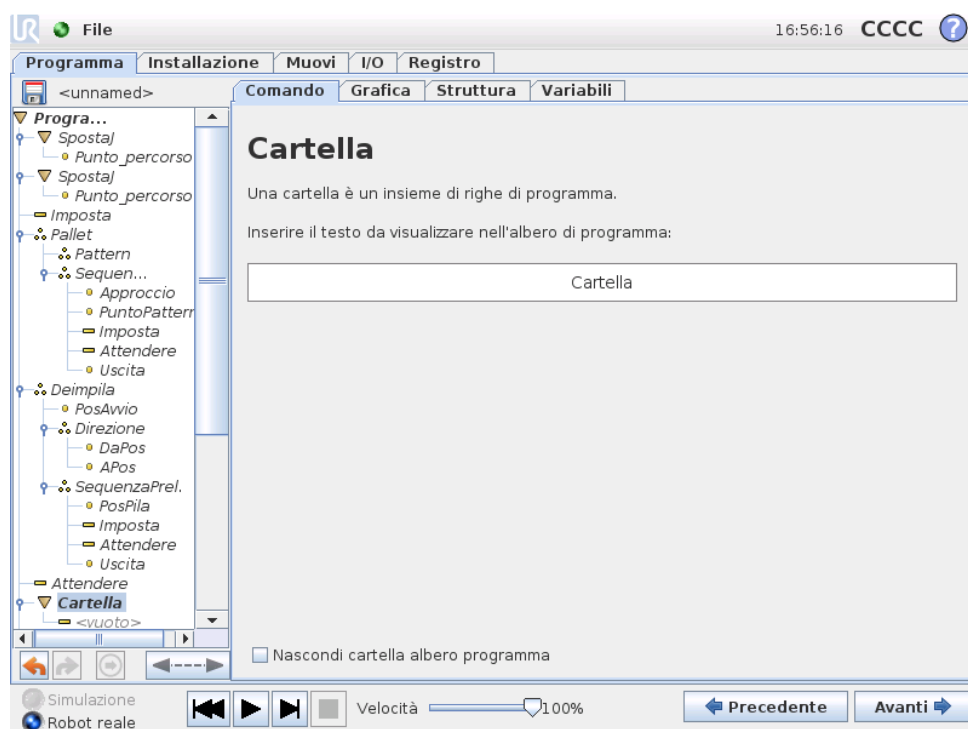 UR File 16:56:16 CCCC ?
Programma Installazione Muovi I/O Registro
<unnamed>
Comando Grafica Struttura Variabili
Progra...
SpostaJ
Punto_percorso
SpostaJ
Punto_percorso
Imposta
Pallet
Pattern
Sequen...
Approccio
PuntoPattern
Imposta
Attendere
Uscita
Deimpila
PosAvvio
Direzione
DaPos
APos
SequenzaPrel.
PosPila
Imposta
Attendere
Uscita
Attendere
Cartella
<vuoto>
Cartella
Una cartella è un insieme di righe di programma.
Inserire il testo da visualizzare nell'albero di programma:
Cartella
Nascondi cartella albero programma
Simulazione
Robot reale
Velocità 100%
Precedente Avanti